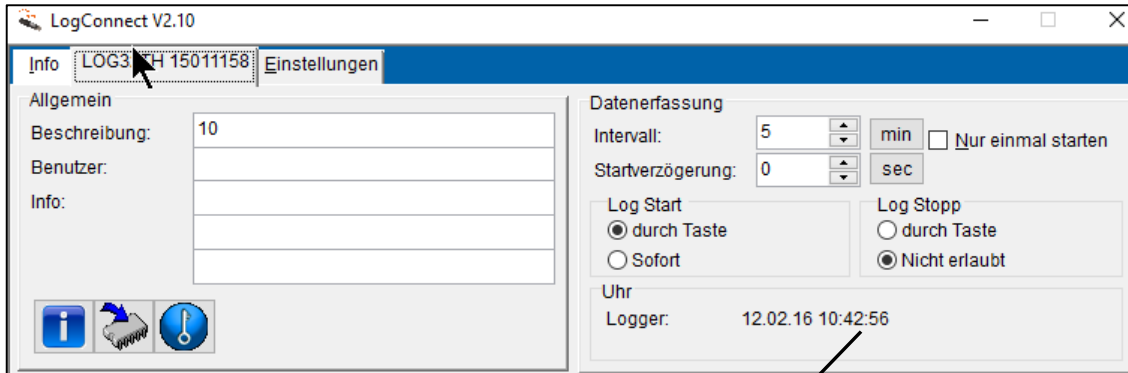 LogConnect V2.10
Info
15011158
Einstellungen
Allgemein
Beschreibung: 10
Benutzer:
Info:
Datenerfassung
Intervall: 5 min Nur einmal starten
Startverzögerung: 0 sec
Log Start
durch Taste
Sofort
Log Stopp
durch Taste
Nicht erlaubt
Uhr
Logger: 12.02.16 10:42:56